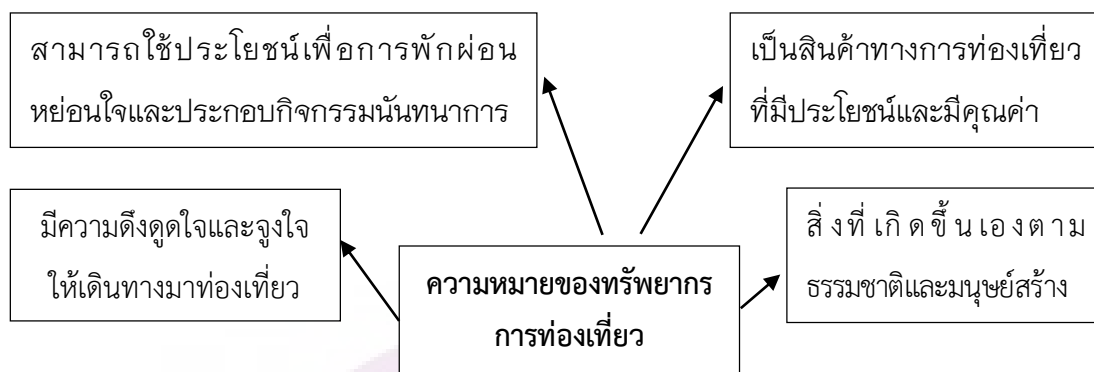 สามารถใช้ประโยชน์เพื่อการพักผ่อน
หย่อนใจและประกอบกิจกรรมนันทนาการ
เป็นสินค้าทางการท่องเที่ยว
ที่มีประโยชน์และมีคุณค่า
มีความดึงดูดใจและจูงใจ
ให้เดินทางมาท่องเที่ยว
ความหมายของทรัพยากร
การท่องเที่ยว
สิ่งที่เกิดขึ้นเองตาม
ธรรมชาติและมนุษย์สร้าง